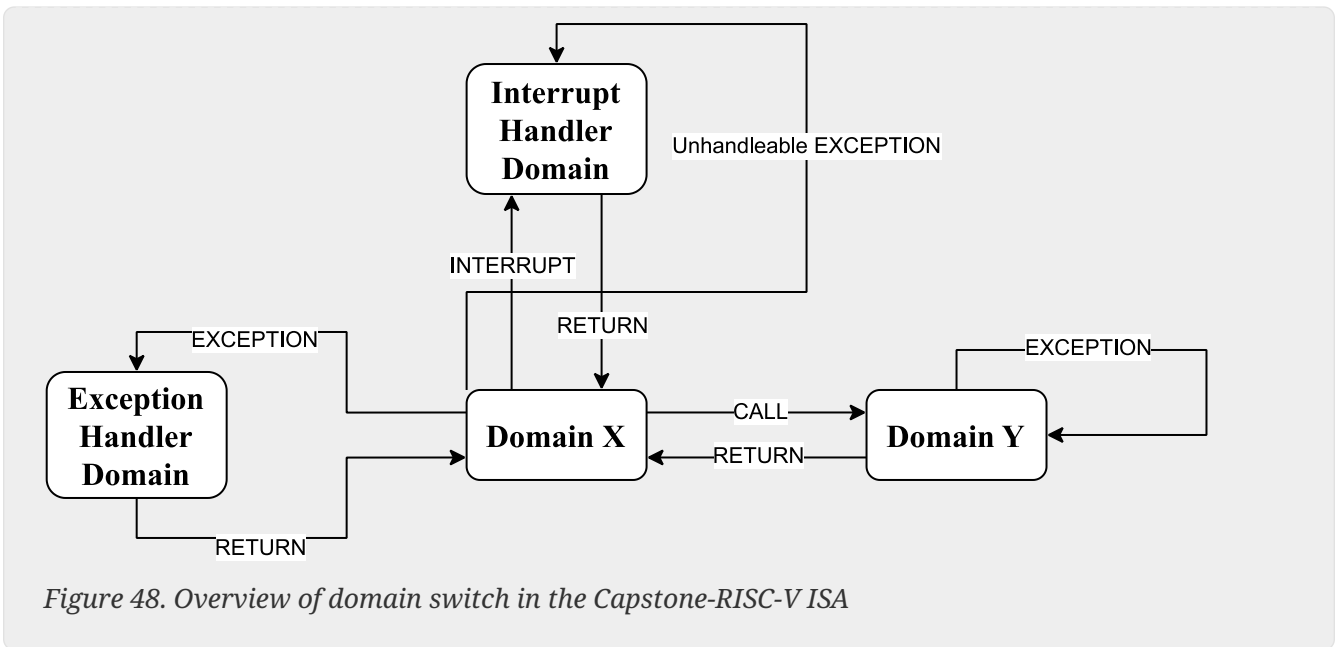 Interrupt
Handler
Domain
Unhandleable EXCEPTION
INTERRUPT
RETURN
EXCEPTION
EXCEPTION
Exception
Handler
Domain
Domain X
CALL
RETURN
Domain Y
RETURN
Figure 48. Overview of domain switch in the Capstone-RISC-V ISA